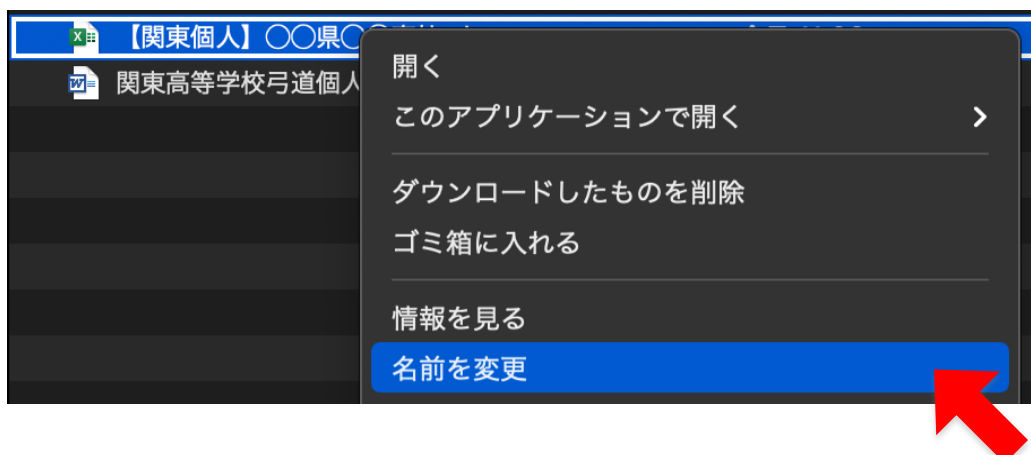 【関東個人】○○県○
関東高等学校弓道個人
開く
このアプリケーションで開く
ダウンロードしたものを削除
ゴミ箱に入れる
情報を見る
名前を変更